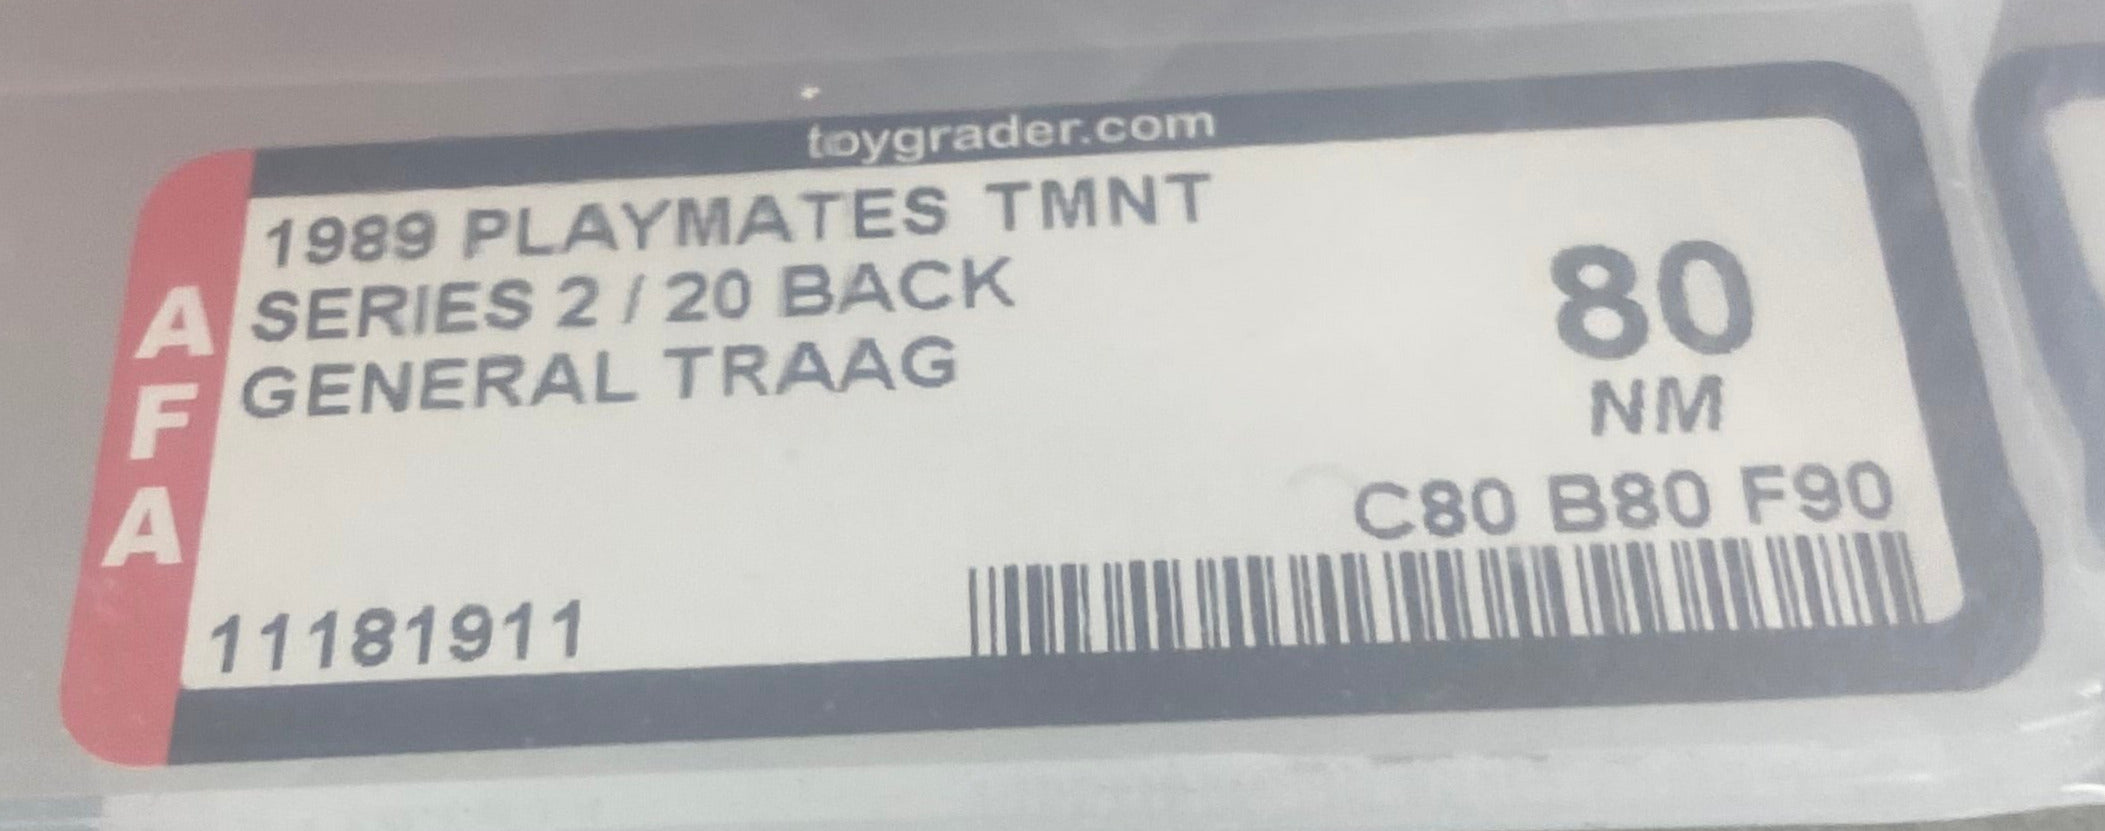 toygrader.com
AFA
1989 PLAYMATES TMNT
SERIES 2 / 20 BACK
GENERAL TRAAG
80
NM
C80 B80 F90
11181911